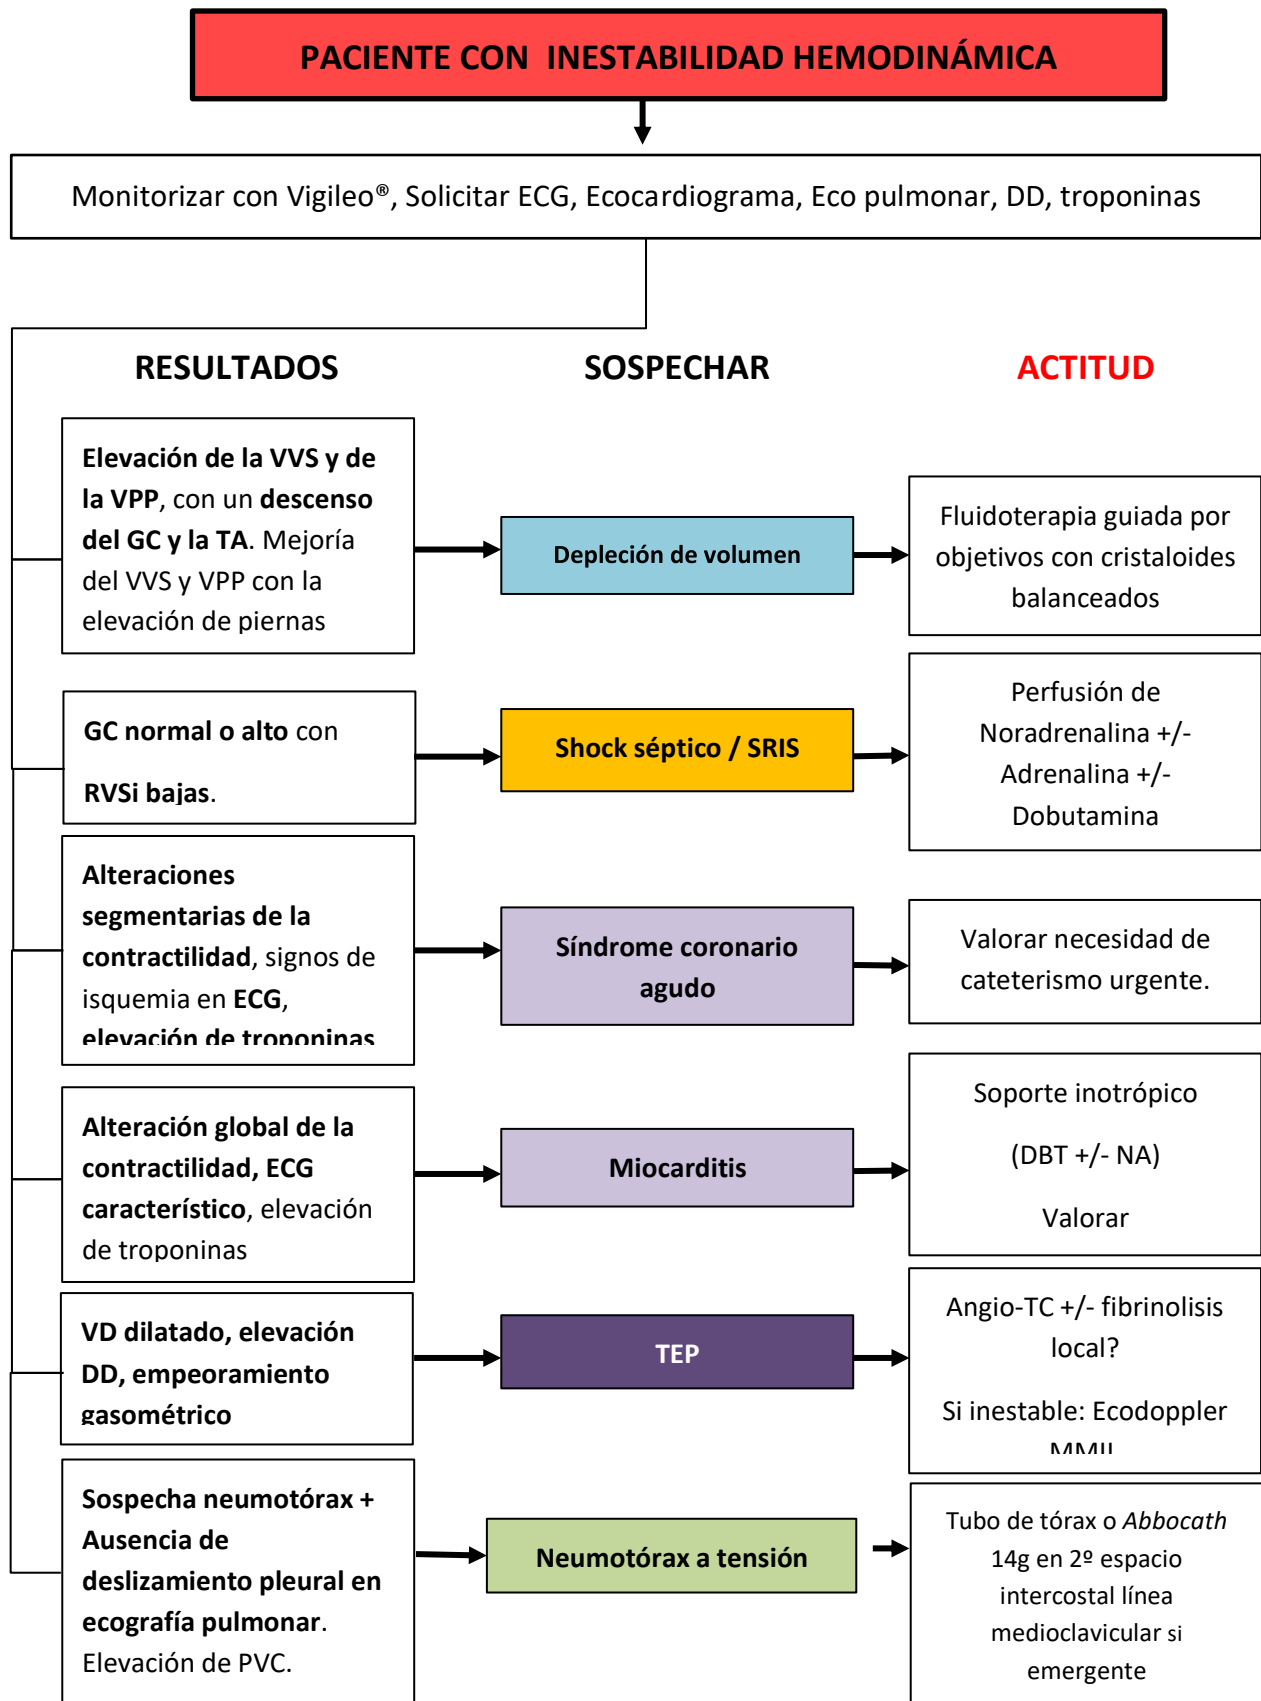 PACIENTE CON INESTABILIDAD HEMODINÁMICA
Monitorizar con Vigileo®, Solicitar ECG, Ecocardiograma, Eco pulmonar, DD, troponinas
RESULTADOS
SOSPECHAR
ACTITUD
Elevación de la VVS y de
la VPP, con un descenso
del GC y la TA. Mejoría
del VVS y VPP con la
elevación de piernas
Depleción de volumen
Fluidoterapia guiada por
objetivos con cristaloides
balanceados
GC normal o alto con
RVSi bajas.
Shock séptico / SRIS
Perfusión de
Noradrenalina +/-
Adrenalina +/-
Dobutamina
Alteraciones
segmentarias de la
contractilidad, signos de
isquemia en ECG,
elevación de troponinas
Síndrome coronario
agudo
Valorar necesidad de
cateterismo urgente.
Alteración global de la
contractilidad, ECG
característico, elevación
de troponinas
Miocarditis
Soporte inotrópico
(DBT +/- NA)
Valorar
VD dilatado, elevación
DD, empeoramiento
gasométrico
TEP
Angio-TC +/- fibrinolisis
local?
Si inestable: Ecodoppler
MMII
Sospecha neumotórax +
Ausencia de
deslizamiento pleural en
ecografía pulmonar.
Elevación de PVC.
Neumotórax a tensión
Tubo de tórax o Abbocath
14g en 2º espacio
intercostal línea
medioclavicular si
emergente